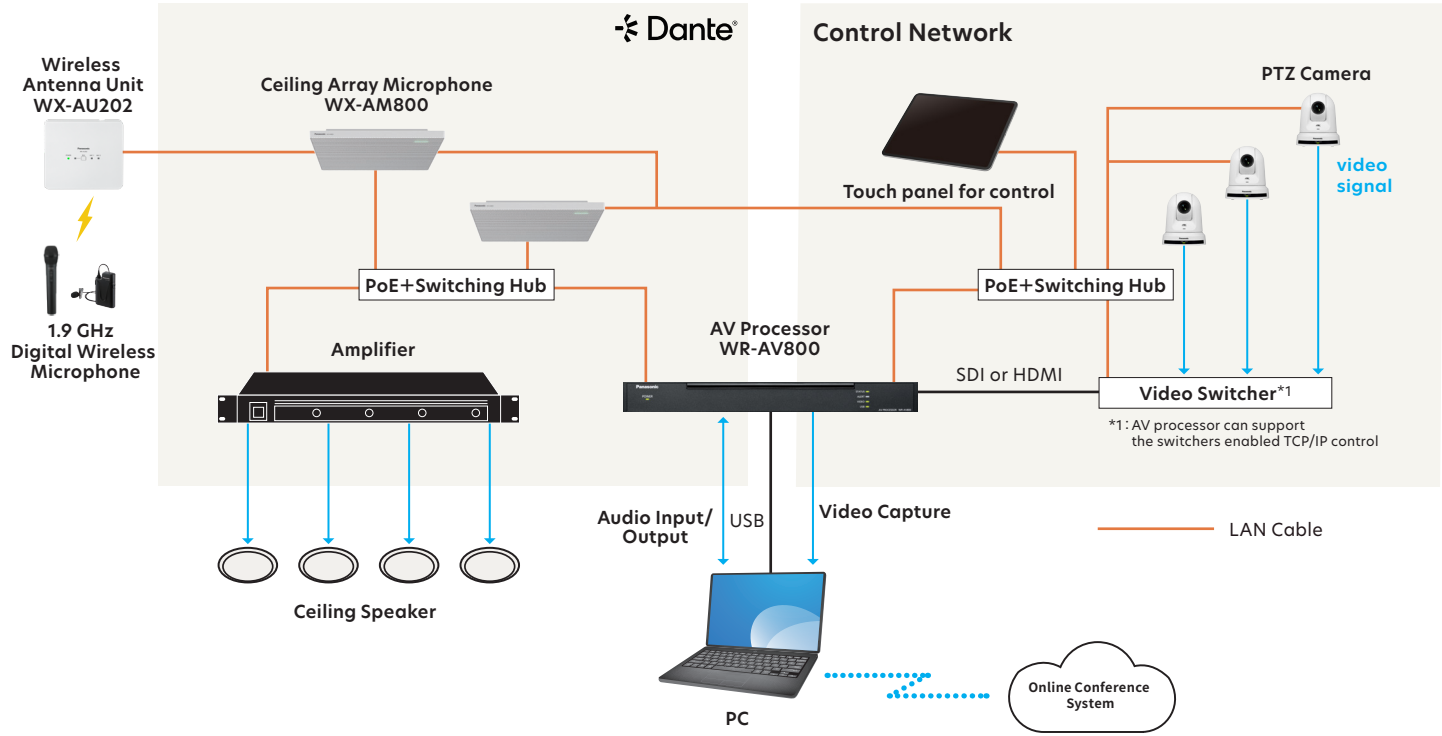 Dante®
Control Network
Wireless
Antenna Unit
WX-AU202
Ceiling Array Microphone
WX-AM800
PTZ Camera
video
signal
Touch panel for control
PoE+Switching Hub
PoE+Switching Hub
1.9 GHz
Digital Wireless
Microphone
Amplifier
AV Processor
WR-AV800
Panasonic
SDI or HDMI
Video Switcher*1
*1: AV processor can support
the switchers enabled TCP/IP control
Audio Input/
Output
USB
Video Capture
LAN Cable
Ceiling Speaker
PC
Online Conference
System